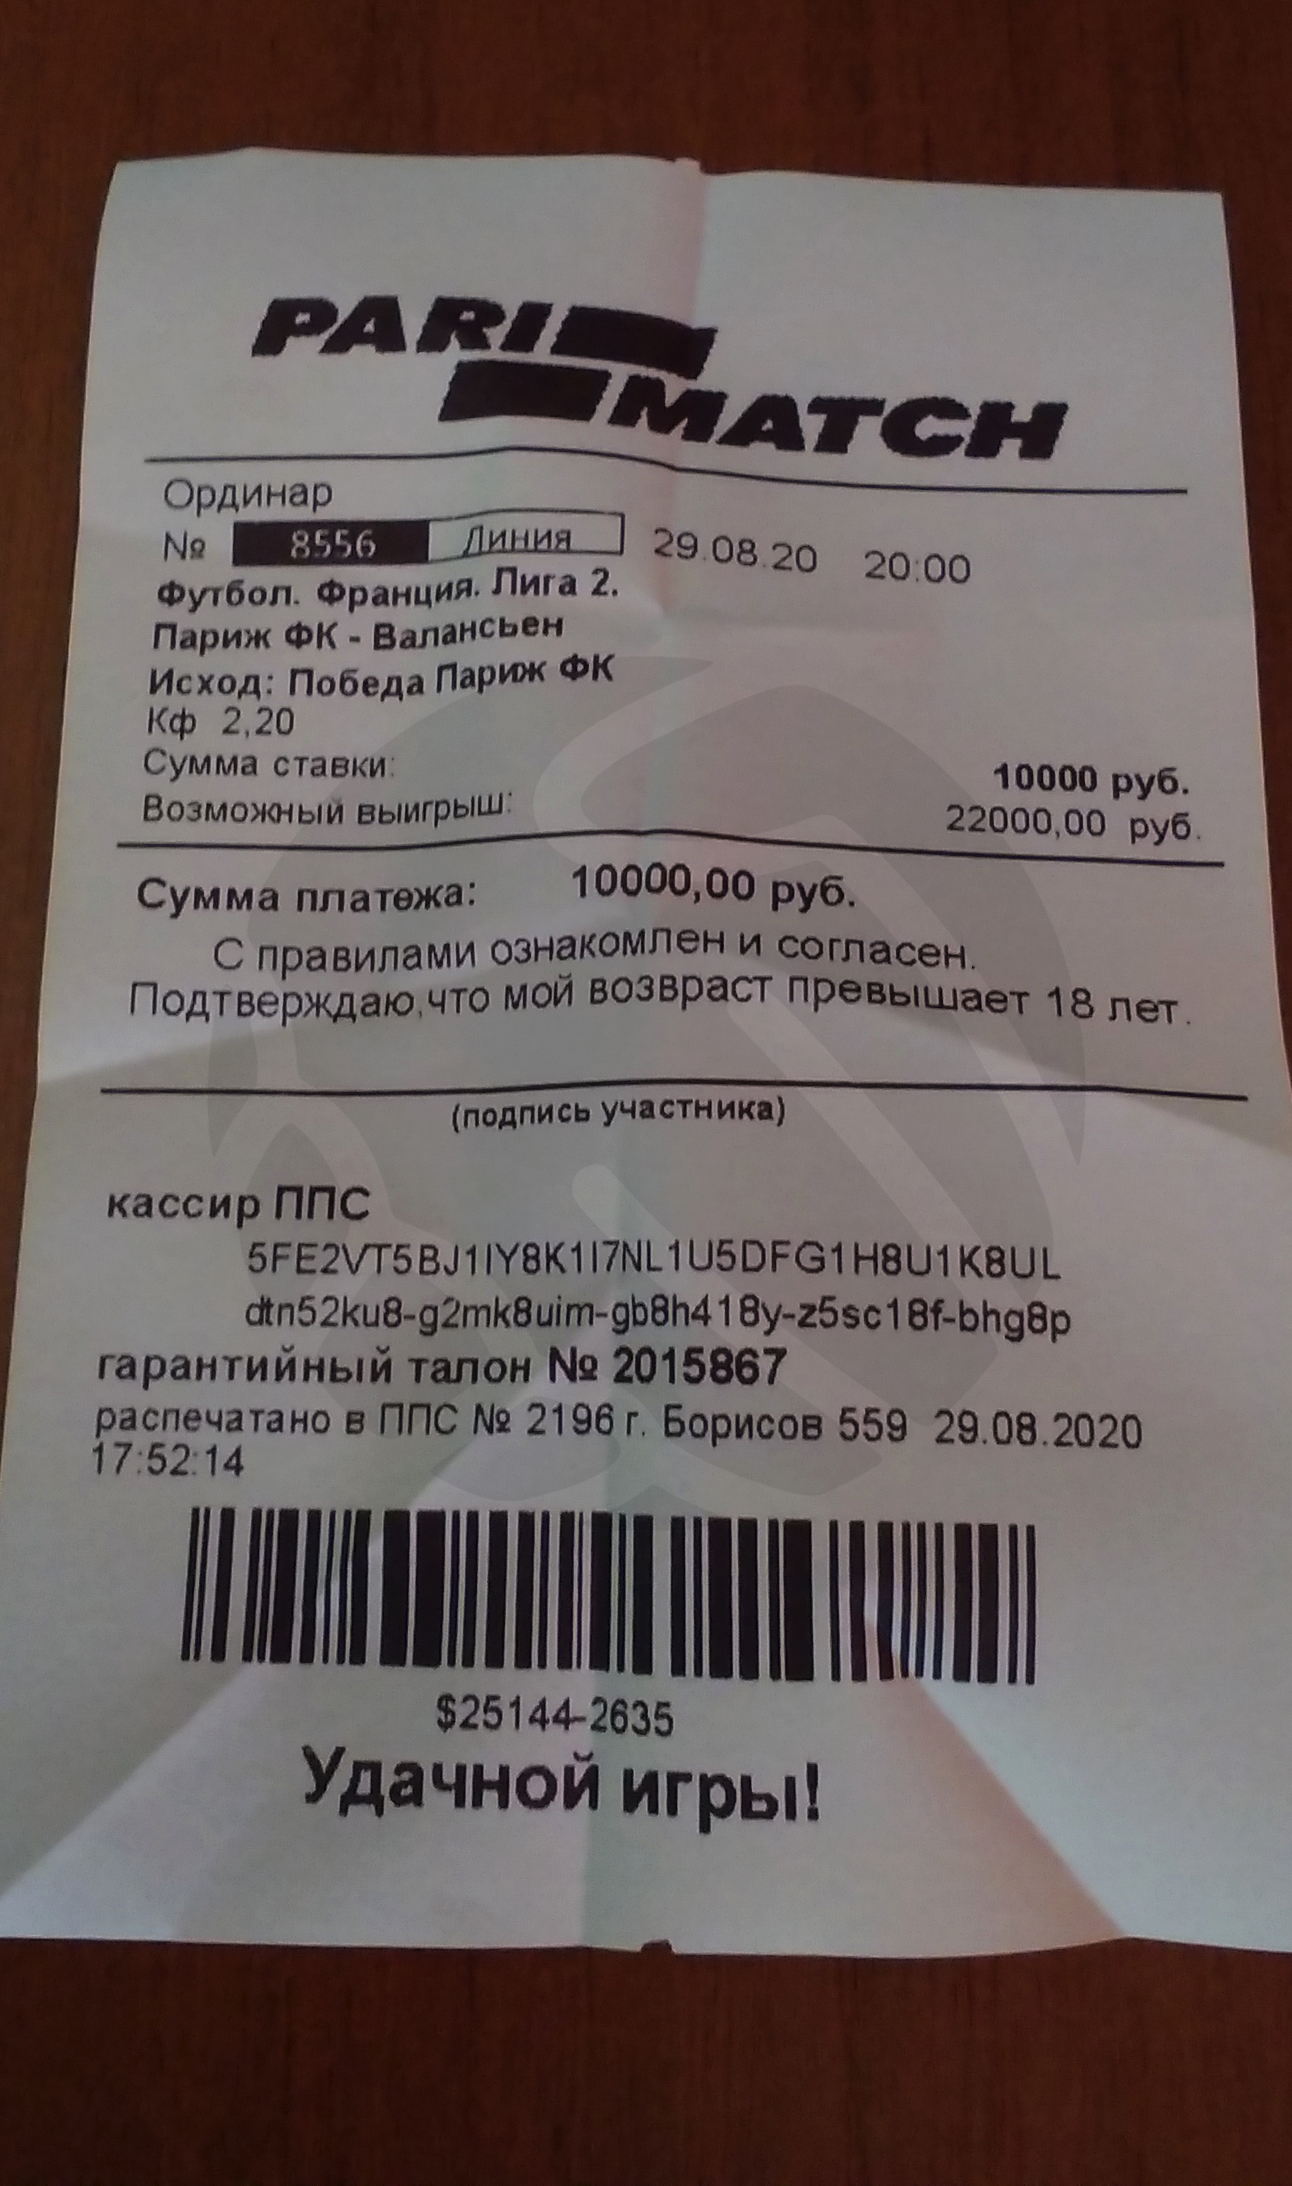 PARI
MATCH
Ординар
№ 8556 Линия 29.08.20 20:00
Футбол. Франция. Лига 2.
Париж ФК - Валансьен
Исход: Победа Париж ФК
Кф 2,20
Сумма ставки: 10000 руб.
Возможный выигрыш: 22000,00 руб.
Сумма платежа: 10000,00 руб.
С правилами ознакомлен и согласен.
Подтверждаю,что мой возвраст превышает 18 лет.
(подпись участника)
кассир ППС
5FE2VT5BJ1IY8K1I7NL1U5DFG1H8U1K8UL
dtn52ku8-g2mk8uim-gb8h418y-z5sc18f-bhg8p
гарантийный талон № 2015867
распечатано в ППС № 2196 г. Борисов 559 29.08.2020
17:52:14
$25144-2635
Удачной игры!